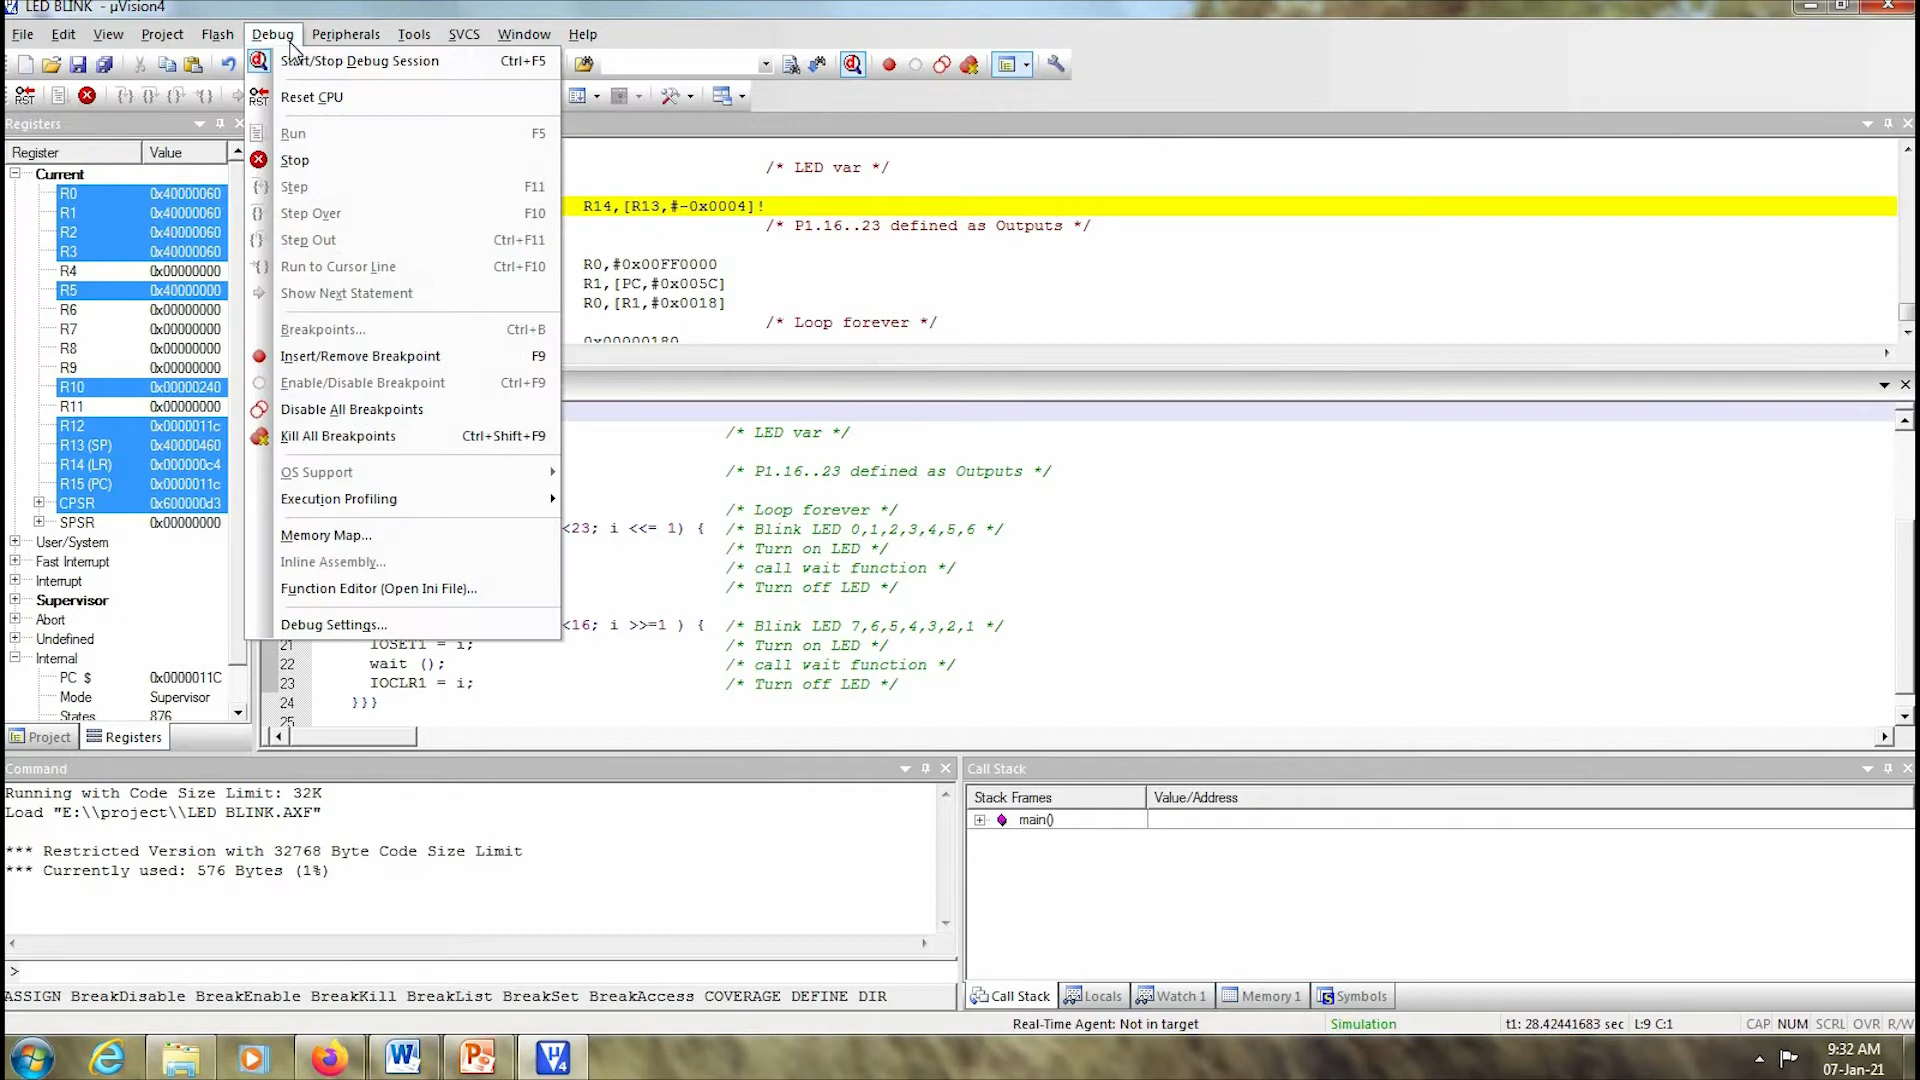 LED BLINK - µVision4
File Edit View Project Flash Debug Peripherals Tools SVCS Window Help
Start/Stop Debug Session Ctrl+F5
RST
RST Reset CPU
Registers
Run F5
Register Value
Stop
Current
Step F11
R0 0x40000060
R1 0x40000060
Step Over F10
R2 0x40000060
Step Out Ctrl+F11
R3 0x40000060
Run to Cursor Line Ctrl+F10
R4 0x00000000
Show Next Statement
R5 0x40000000
R6 0x00000000
Breakpoints... Ctrl+B
R7 0x00000000
Insert/Remove Breakpoint F9
R8 0x00000000
R9 0x00000000
Enable/Disable Breakpoint Ctrl+F9
R10 0x00000240
R11 0x00000000
Disable All Breakpoints
R12 0x0000011c
Kill All Breakpoints Ctrl+Shift+F9
R13 (SP) 0x40000460
R14 (LR) 0x000000c4
OS Support
R15 (PC) 0x0000011c
Execution Profiling
CPSR 0x600000d3
SPSR 0x00000000
Memory Map...
User/System
Inline Assembly...
Fast Interrupt
Interrupt
Function Editor (Open Ini File)...
Supervisor
Abort
Debug Settings...
Undefined
Internal
PC $ 0x0000011C
Mode Supervisor
States 876
Project Registers
/* LED var */
R14,[R13,#-0x0004]!
/* P1.16..23 defined as Outputs */
R0,#0x00FF0000
R1,[PC,#0x005C]
R0,[R1,#0x0018]
/* Loop forever */
0x00000180
/* LED var */
/* P1.16..23 defined as Outputs */
/* Loop forever */
<23; i <<= 1) { /* Blink LED 0,1,2,3,4,5,6 */
/* Turn on LED */
/* call wait function */
/* Turn off LED */
<16; i >>=1 ) { /* Blink LED 7,6,5,4,3,2,1 */
21 IOSET1 = i; /* Turn on LED */
22 wait (); /* call wait function */
23 IOCLR1 = i; /* Turn off LED */
24 }}}
25
Command
Running with Code Size Limit: 32K
Load "E:\\project\\LED BLINK.AXF"
*** Restricted Version with 32768 Byte Code Size Limit
*** Currently used: 576 Bytes (1%)
>
ASSIGN BreakDisable BreakEnable BreakKill BreakList BreakSet BreakAccess COVERAGE DEFINE DIR
Call Stack
Stack Frames Value/Address
main()
Call Stack Locals Watch 1 Memory 1 Symbols
Real-Time Agent: Not in target Simulation t1: 28.42441683 sec L:9 C:1 CAP NUM SCRL OVR R/W
9:32 AM
07-Jan-21